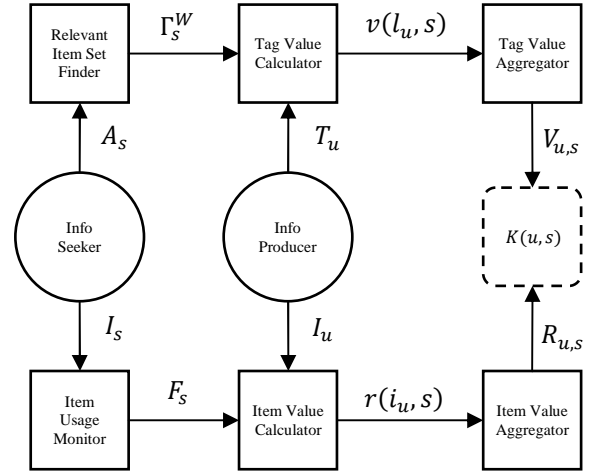 Relevant
Item Set
Finder
Γ_s^W
Tag Value
Calculator
v(l_u, s)
Tag Value
Aggregator
A_s
T_u
V_{u,s}
Info
Seeker
Info
Producer
K(u, s)
I_s
I_u
R_{u,s}
Item
Usage
Monitor
F_s
Item Value
Calculator
r(i_u, s)
Item Value
Aggregator